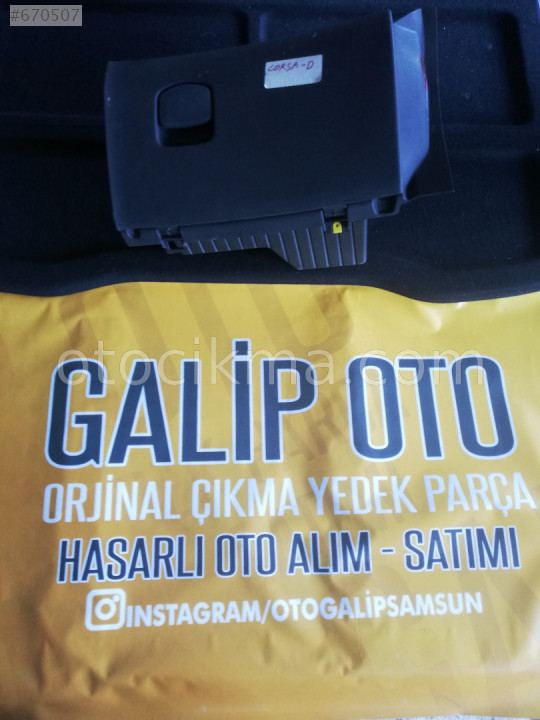 #670507
CORSA-D
otocikma.com
GALİP OTO
ORJİNAL ÇIKMA YEDEK PARÇA
HASARLI OTO ALIM - SATIMI
INSTAGRAM/OTOGALIPSAMSUN